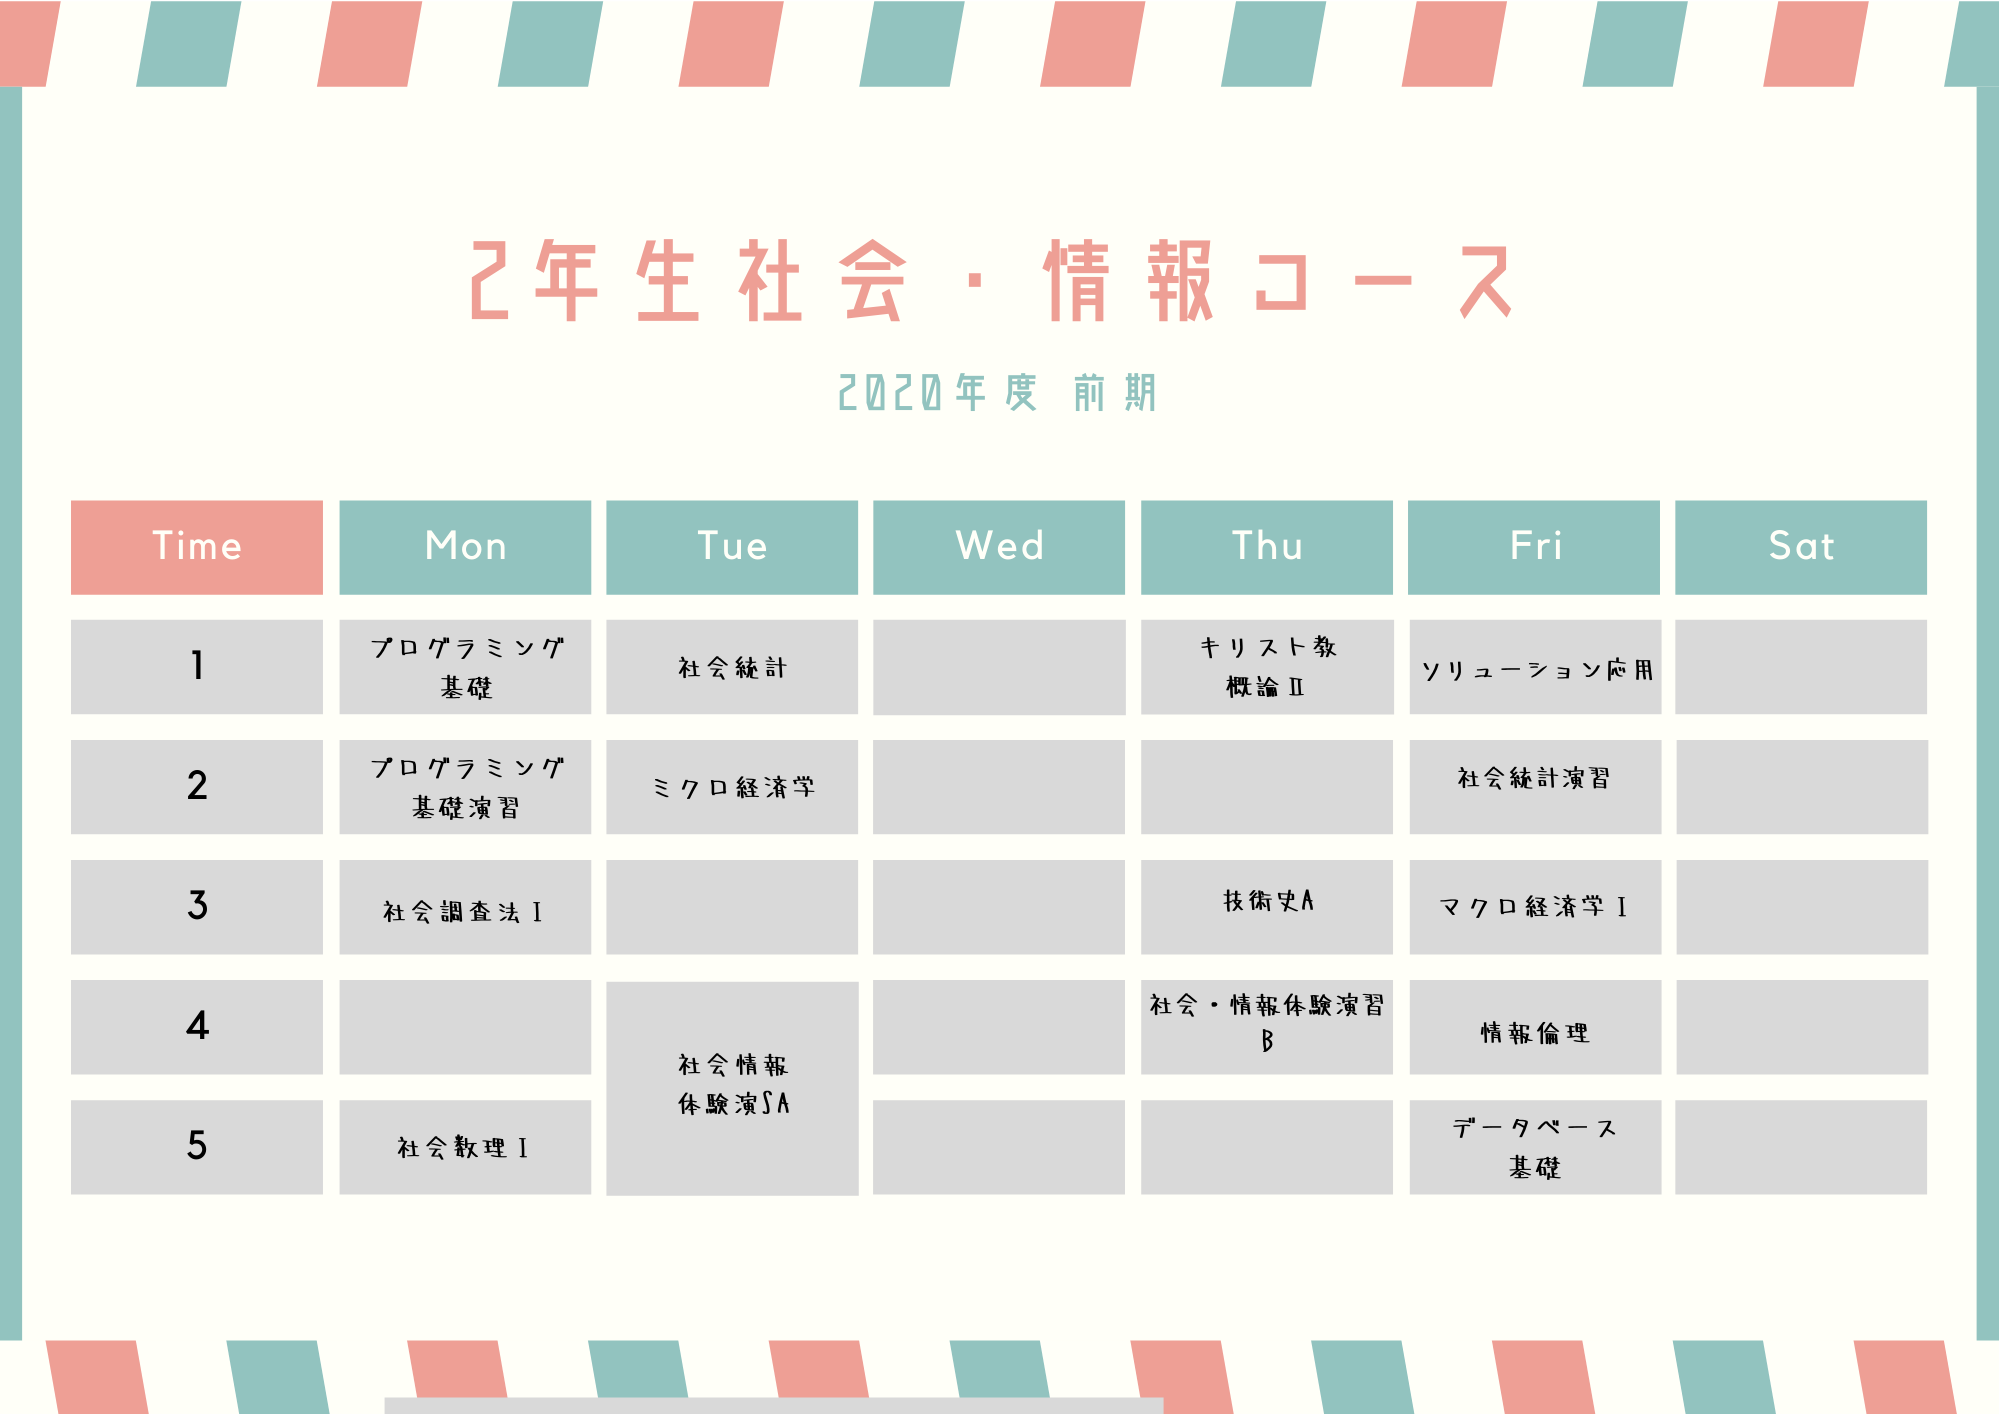 2年生社会・情報コース
2020年度 前期
Time Mon Tue Wed Thu Fri Sat
1
プログラミング
基礎
社会統計
キリスト教
概論Ⅱ
ソリューション応用
2
プログラミング
基礎演習
ミクロ経済学
社会統計演習
3
社会調査法Ⅰ
技術史A
マクロ経済学Ⅰ
4
社会情報
体験演SA
社会・情報体験演習
B
情報倫理
5
社会数理Ⅰ
データベース
基礎